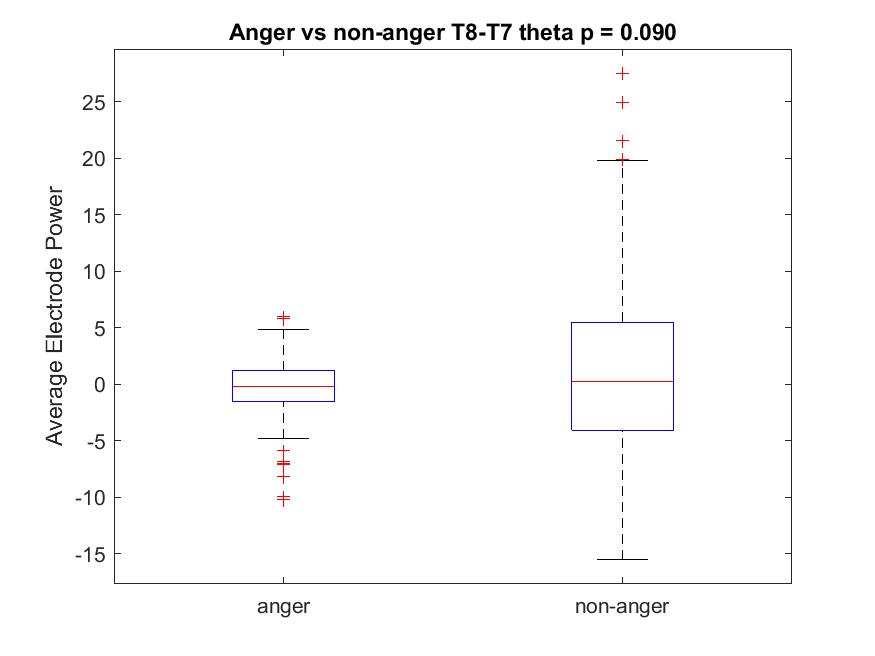 Anger vs non-anger T8-T7 theta p = 0.090
Average Electrode Power
25
20
15
10
5
0
-5
-10
-15
anger
non-anger